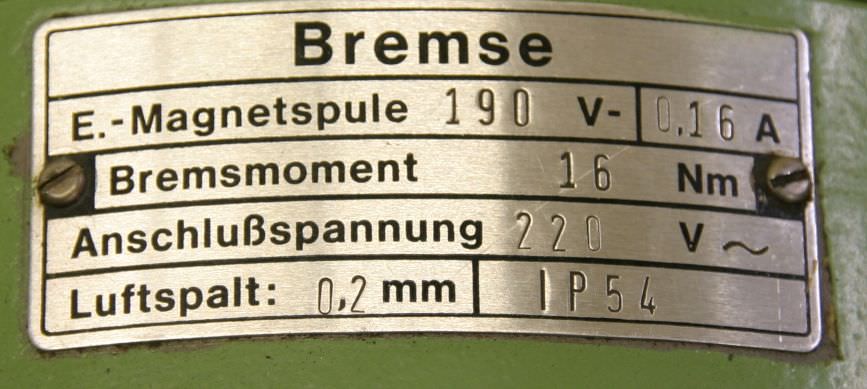 Bremse
E.-Magnetspule 190 V- 0,16 A
Bremsmoment 16 Nm
Anschlußspannung 220 V ~
Luftspalt: 0,2 mm IP54